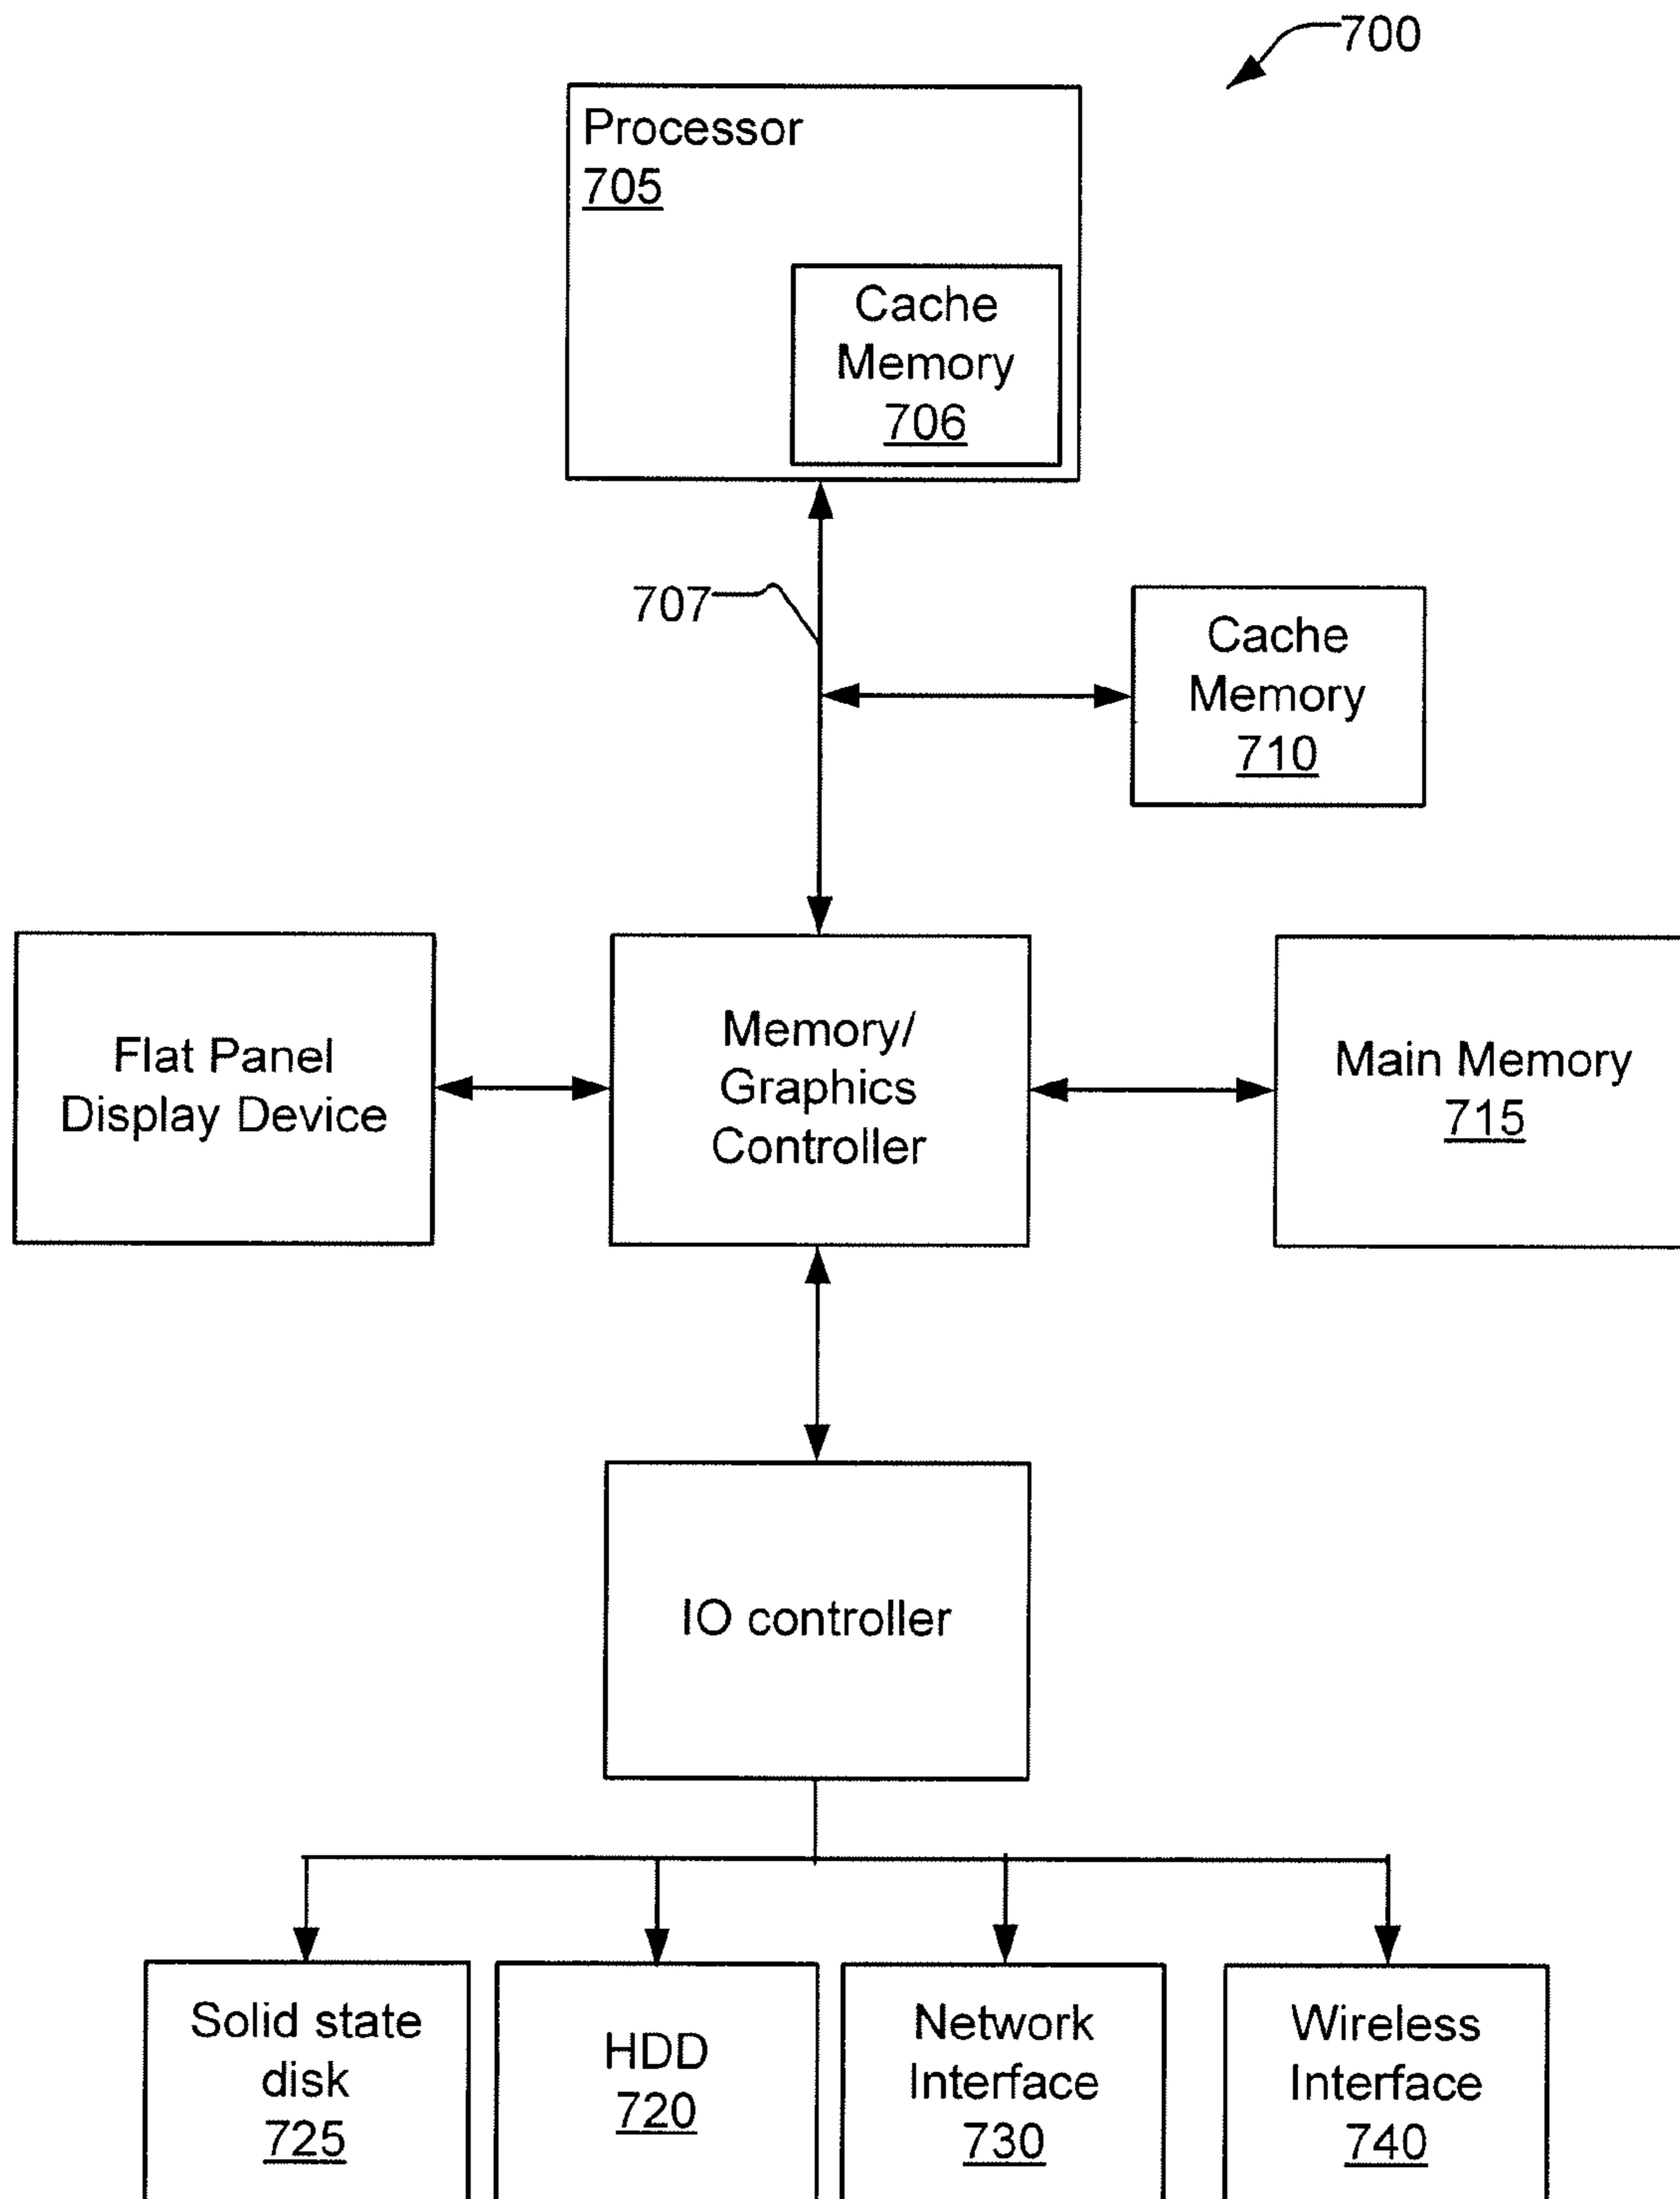 700
Processor
705
Cache
Memory
706
707
Cache
Memory
710
Flat Panel
Display Device
Memory/
Graphics
Controller
Main Memory
715
IO controller
Solid state
disk
725
HDD
720
Network
Interface
730
Wireless
Interface
740